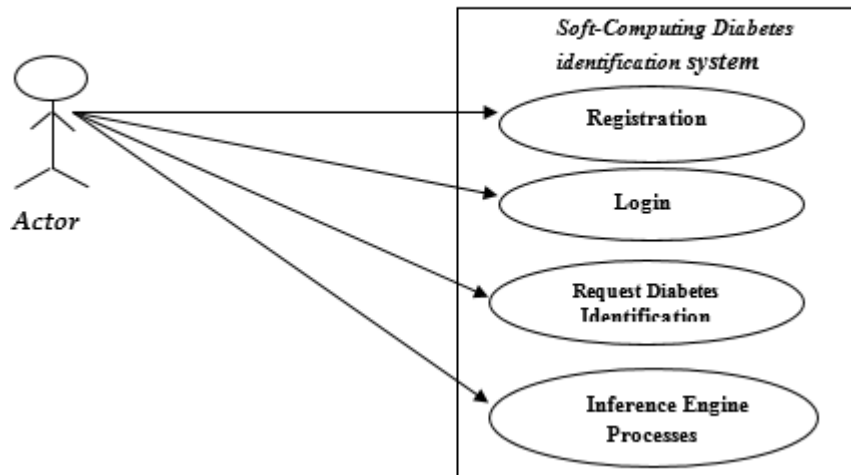 Soft-Computing Diabetes
identification system
Registration
Login
Actor
Request Diabetes
Identification
Inference Engine
Processes